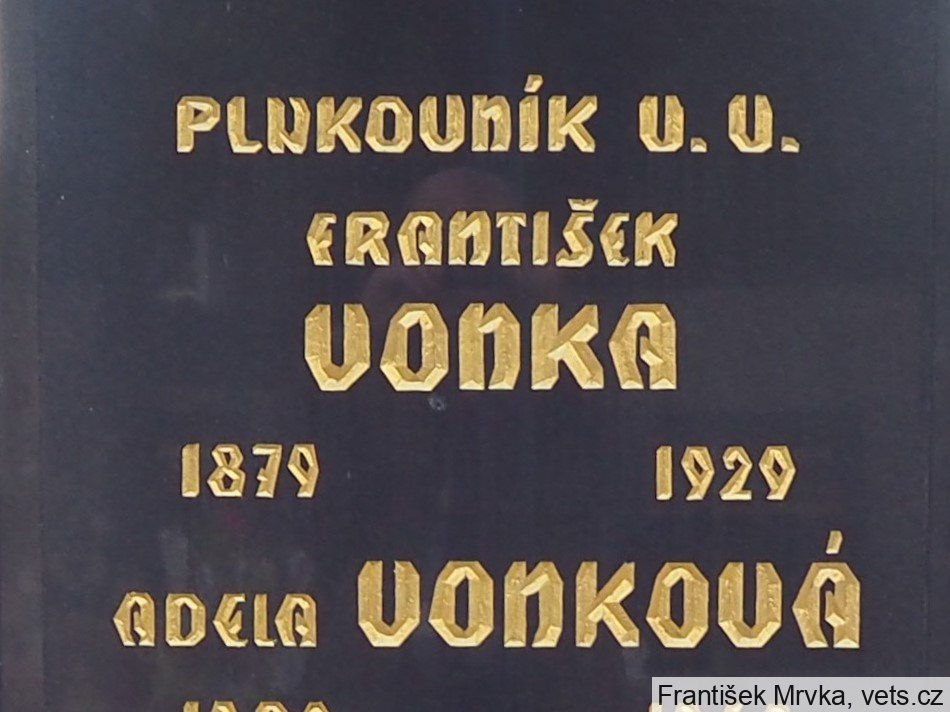 PLUKOVNÍK V. V.
FRANTIŠEK
VONKA
1879 1929
ADELA VONKOVÁ
František Mrvka, vets.cz